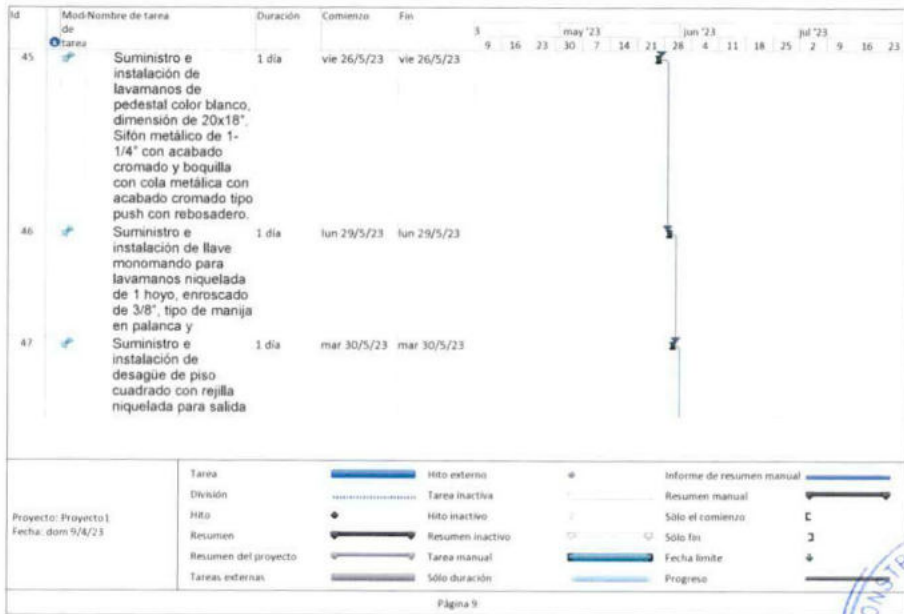 Id Modo Nombre de tarea Duración Comienzo Fin
de
tarea
3 may '23 jun '23 jul '23
9 16 23 30 7 14 21 28 4 11 18 25 2 9 16 23
45 Suministro e 1 día vie 26/5/23 vie 26/5/23
instalación de
lavamanos de
pedestal color blanco,
dimensión de 20x18".
Sifón metálico de 1-
1/4" con acabado
cromado y boquilla
con cola metálica con
acabado cromado tipo
push con rebosadero.
46 Suministro e 1 día lun 29/5/23 lun 29/5/23
instalación de llave
monomando para
lavamanos niquelada
de 1 hoyo, enroscado
de 3/8", tipo de manija
en palanca y
47 Suministro e 1 día mar 30/5/23 mar 30/5/23
instalación de
desagüe de piso
cuadrado con rejilla
niquelada para salida
Proyecto: Proyecto1
Fecha: dom 9/4/23
Tarea Hito externo Informe de resumen manual
División Tarea inactiva Resumen manual
Hito Hito inactivo Sólo el comienzo
Resumen Resumen inactivo Sólo fin
Resumen del proyecto Tarea manual Fecha límite
Tareas externas Sólo duración Progreso
Página 9